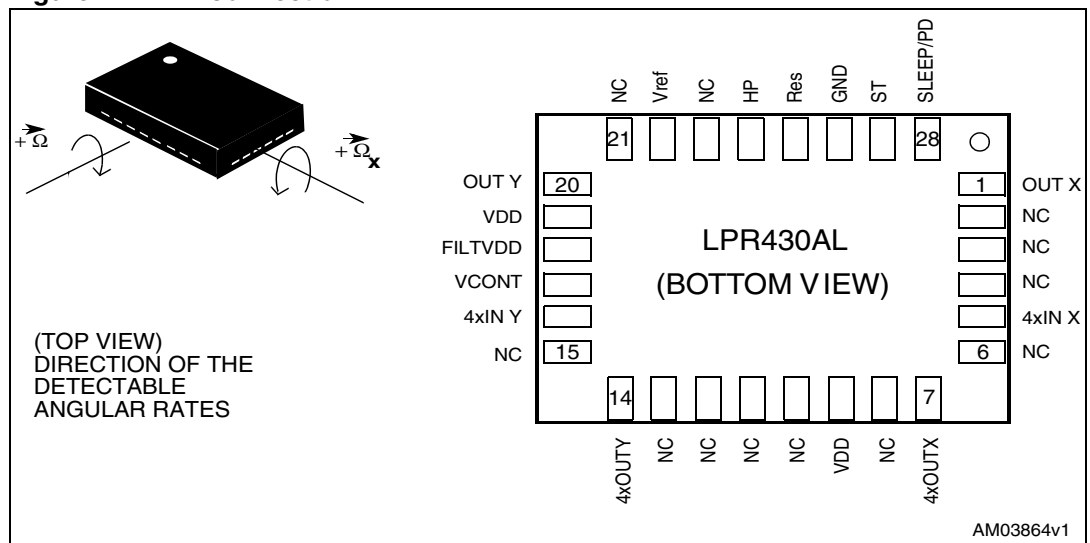 + Ω
+ Ωx
(TOP VIEW)
DIRECTION OF THE
DETECTABLE
ANGULAR RATES
NC
Vref
NC
HP
Res
GND
ST
SLEEP/PD
21
28
OUT Y
20
1
OUT X
VDD
NC
FILTVDD
NC
VCONT
NC
4xIN Y
4xIN X
NC
15
6
NC
LPR430AL
(BOTTOM VIEW)
14
7
4xOUTY
NC
NC
NC
NC
VDD
NC
4xOUTX
AM03864v1